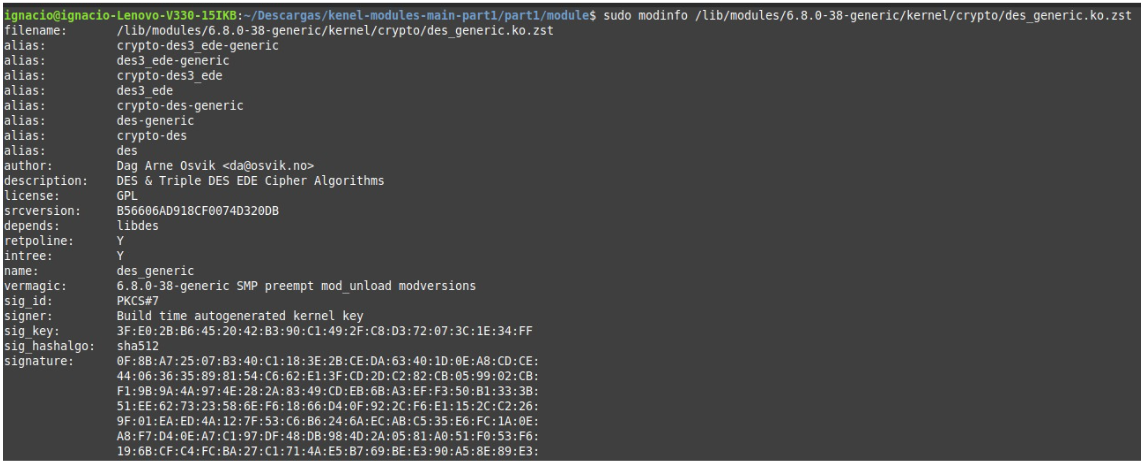 ignacio@ignacio-Lenovo-V330-15IKB:~/Descargas/kenel-modules-main-part1/part1/module$ sudo modinfo /lib/modules/6.8.0-38-generic/kernel/crypto/des_generic.ko.zst
filename:       /lib/modules/6.8.0-38-generic/kernel/crypto/des_generic.ko.zst
alias:          crypto-des3_ede-generic
alias:          des3_ede-generic
alias:          crypto-des3_ede
alias:          des3_ede
alias:          crypto-des-generic
alias:          des-generic
alias:          crypto-des
alias:          des
author:         Dag Arne Osvik <da@osvik.no>
description:    DES & Triple DES EDE Cipher Algorithms
license:        GPL
srcversion:     B56606AD918CF0074D320DB
depends:        libdes
retpoline:      Y
intree:         Y
name:           des_generic
vermagic:       6.8.0-38-generic SMP preempt mod_unload modversions
sig_id:         PKCS#7
signer:         Build time autogenerated kernel key
sig_key:        3F:E0:2B:B6:45:20:42:B3:90:C1:49:2F:C8:D3:72:07:3C:1E:34:FF
sig_hashalgo:   sha512
signature:      0F:8B:A7:25:07:B3:40:C1:18:3E:2B:CE:DA:63:40:1D:0E:A8:CD:CE:
                44:06:36:35:89:81:54:C6:62:E1:3F:CD:2D:C2:82:CB:05:99:02:CB:
                F1:9B:9A:4A:97:4E:28:2A:83:49:CD:EB:6B:A3:EF:F3:50:B1:33:3B:
                51:EE:62:73:23:58:6E:F6:18:66:D4:0F:92:2C:F6:E1:15:2C:C2:26:
                9F:01:EA:ED:4A:12:7F:53:C6:B6:24:6A:EC:AB:C5:35:E6:FC:1A:0E:
                A8:F7:D4:0E:A7:C1:97:DF:48:DB:98:4D:2A:05:81:A0:51:F0:53:F6:
                19:6B:CF:C4:FC:BA:27:C1:71:4A:E5:B7:69:BE:E3:90:A5:8E:89:E3: